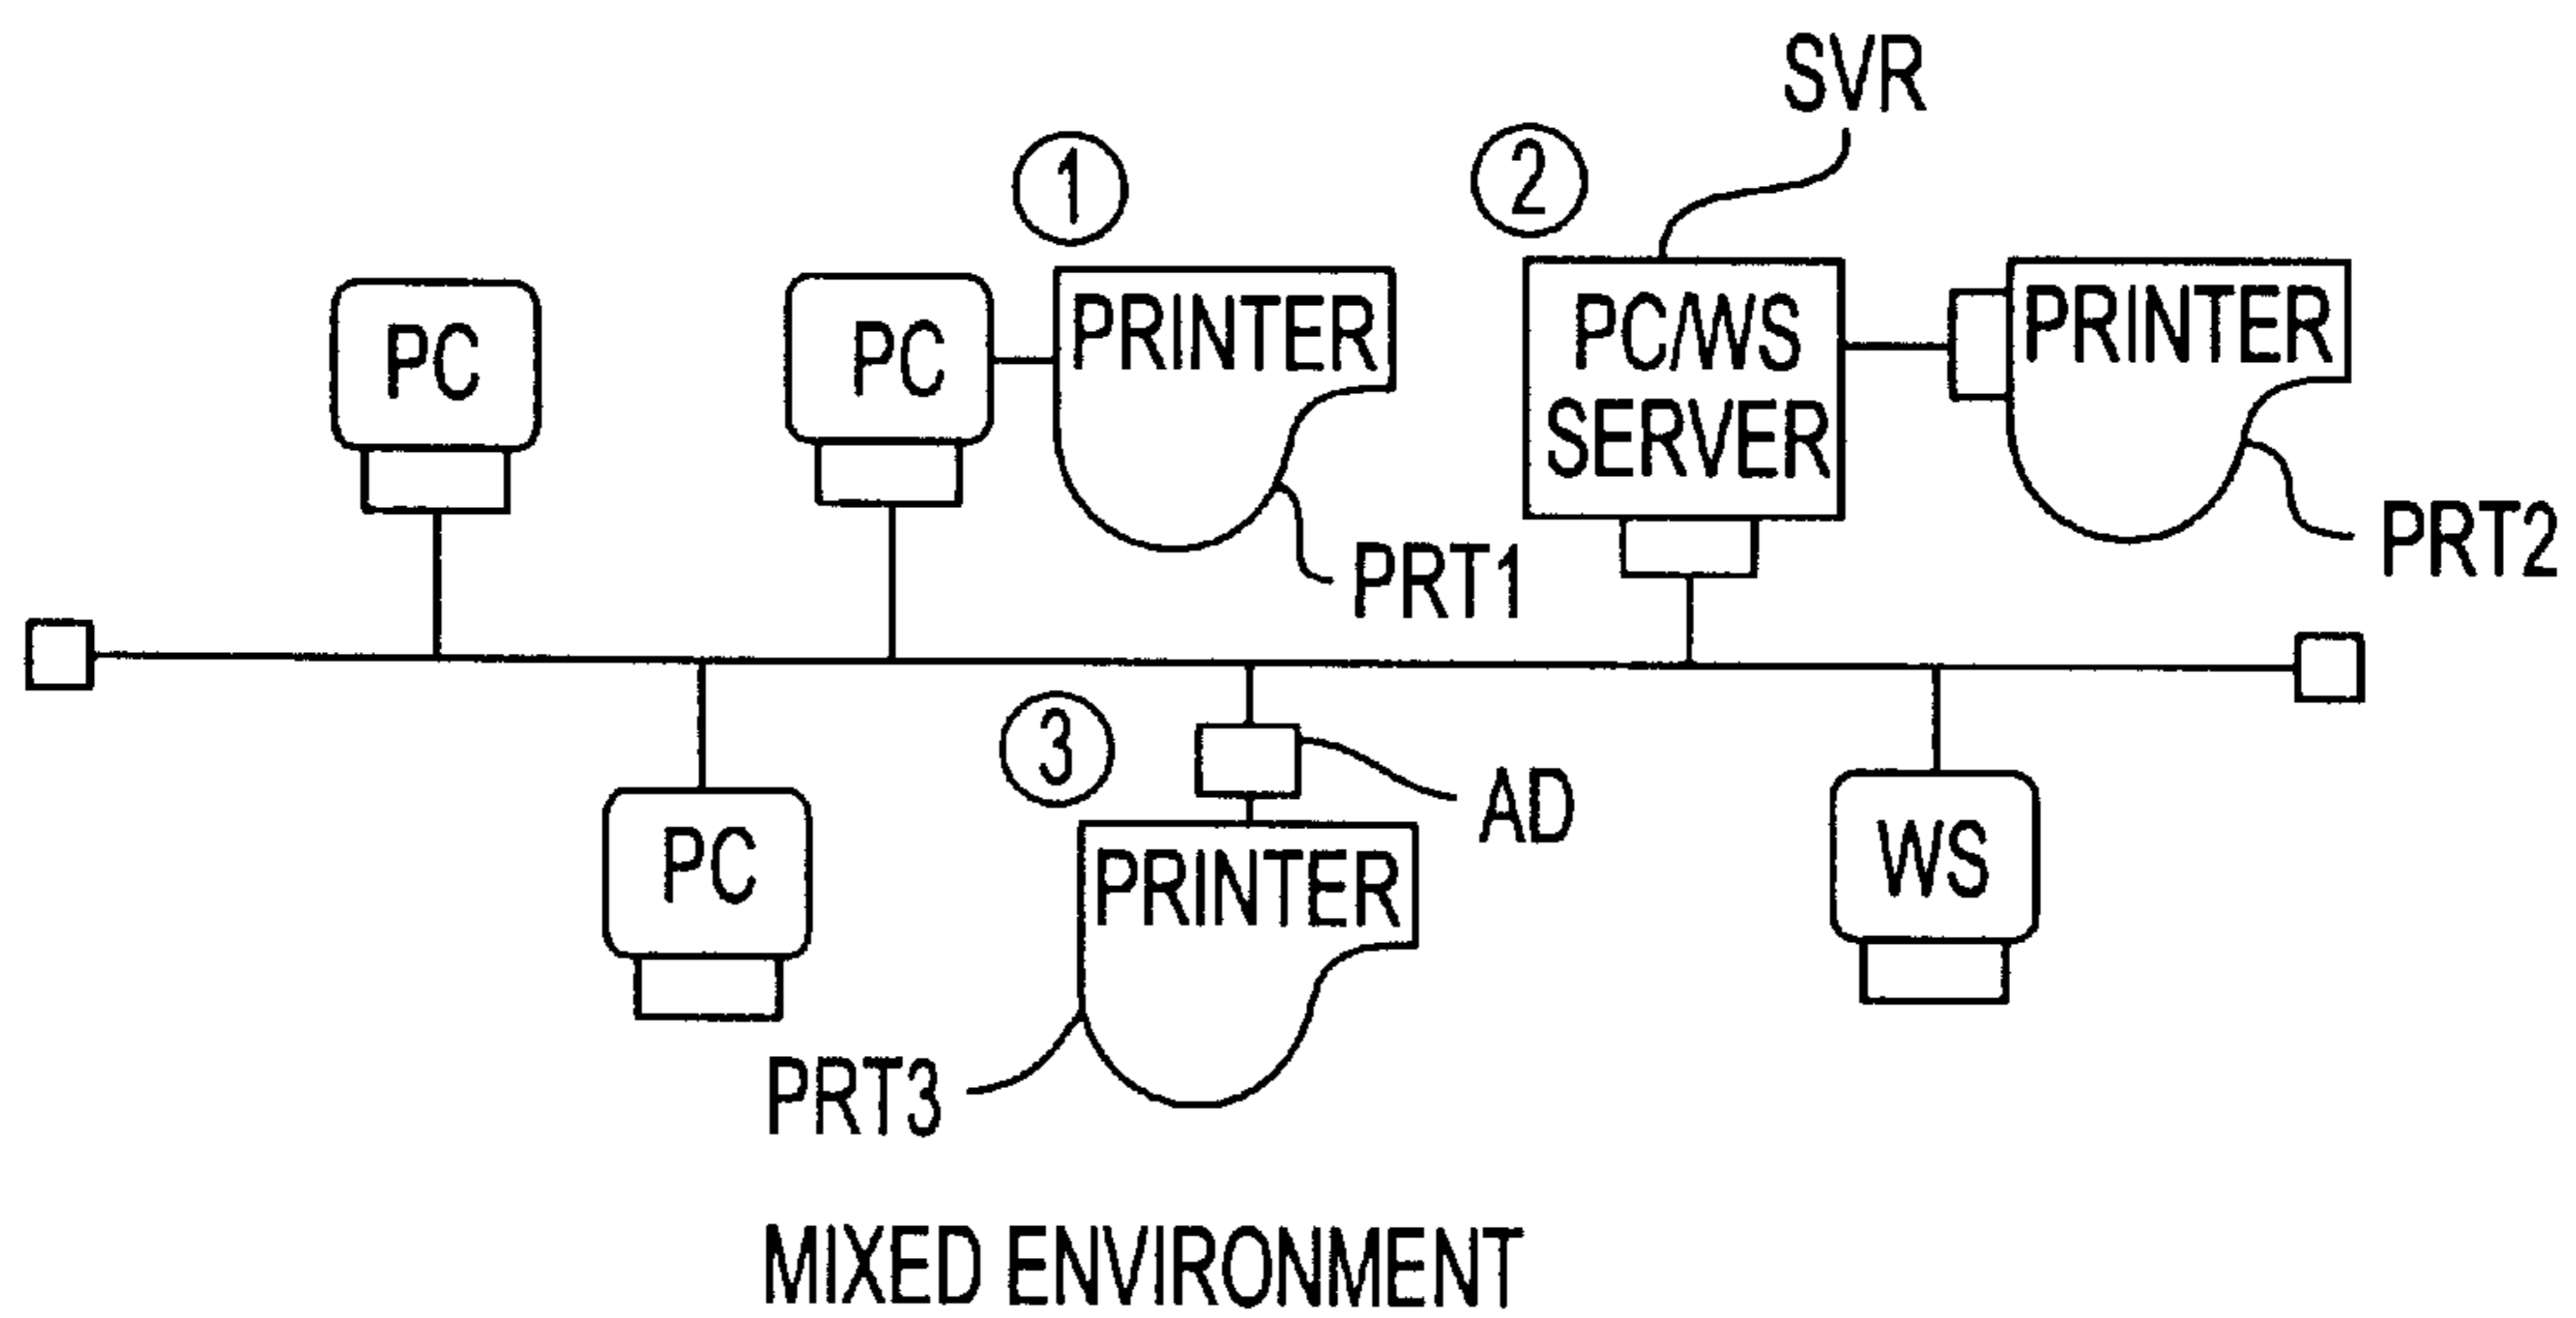 SVR
①
②
PC
PC
PRINTER
PC/WS
SERVER
PRINTER
PRT1
PRT2
③
AD
PC
PRINTER
WS
PRT3
MIXED ENVIRONMENT